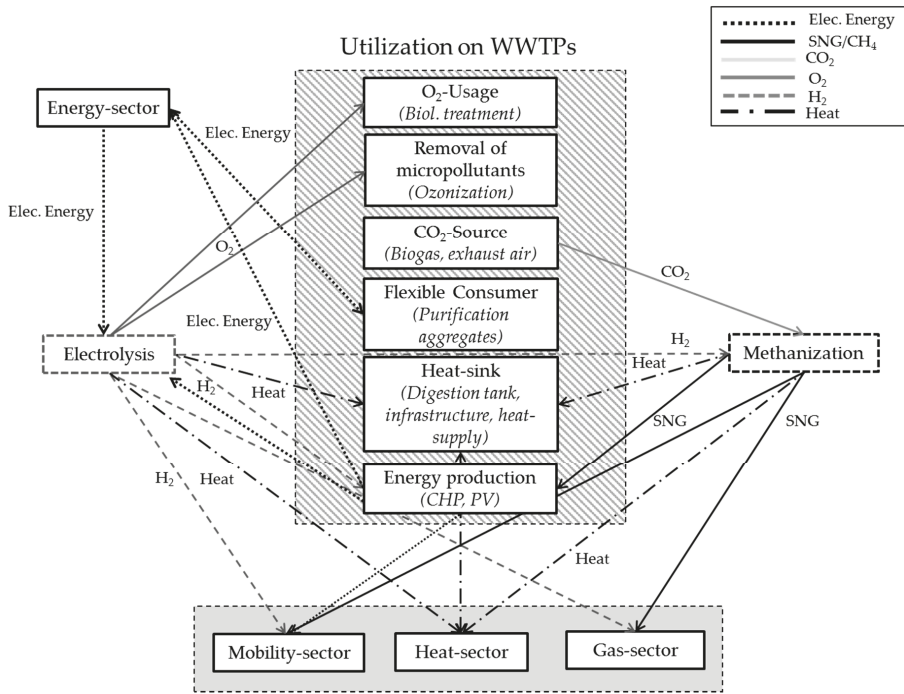 Elec. Energy
SNG/CH4
CO2
O2
H2
Heat
Utilization on WWTPs
Energy-sector
O2-Usage
(Biol. treatment)
Elec. Energy
Removal of
micropollutants
(Ozonization)
Elec. Energy
O2
CO2-Source
(Biogas, exhaust air)
CO2
Flexible Consumer
(Purification
aggregates)
Elec. Energy
Electrolysis
H2
Methanization
Heat-sink
(Digestion tank,
infrastructure, heat-
supply)
H2
Heat
Heat
SNG
SNG
Energy production
(CHP, PV)
H2
Heat
Heat
Mobility-sector
Heat-sector
Gas-sector